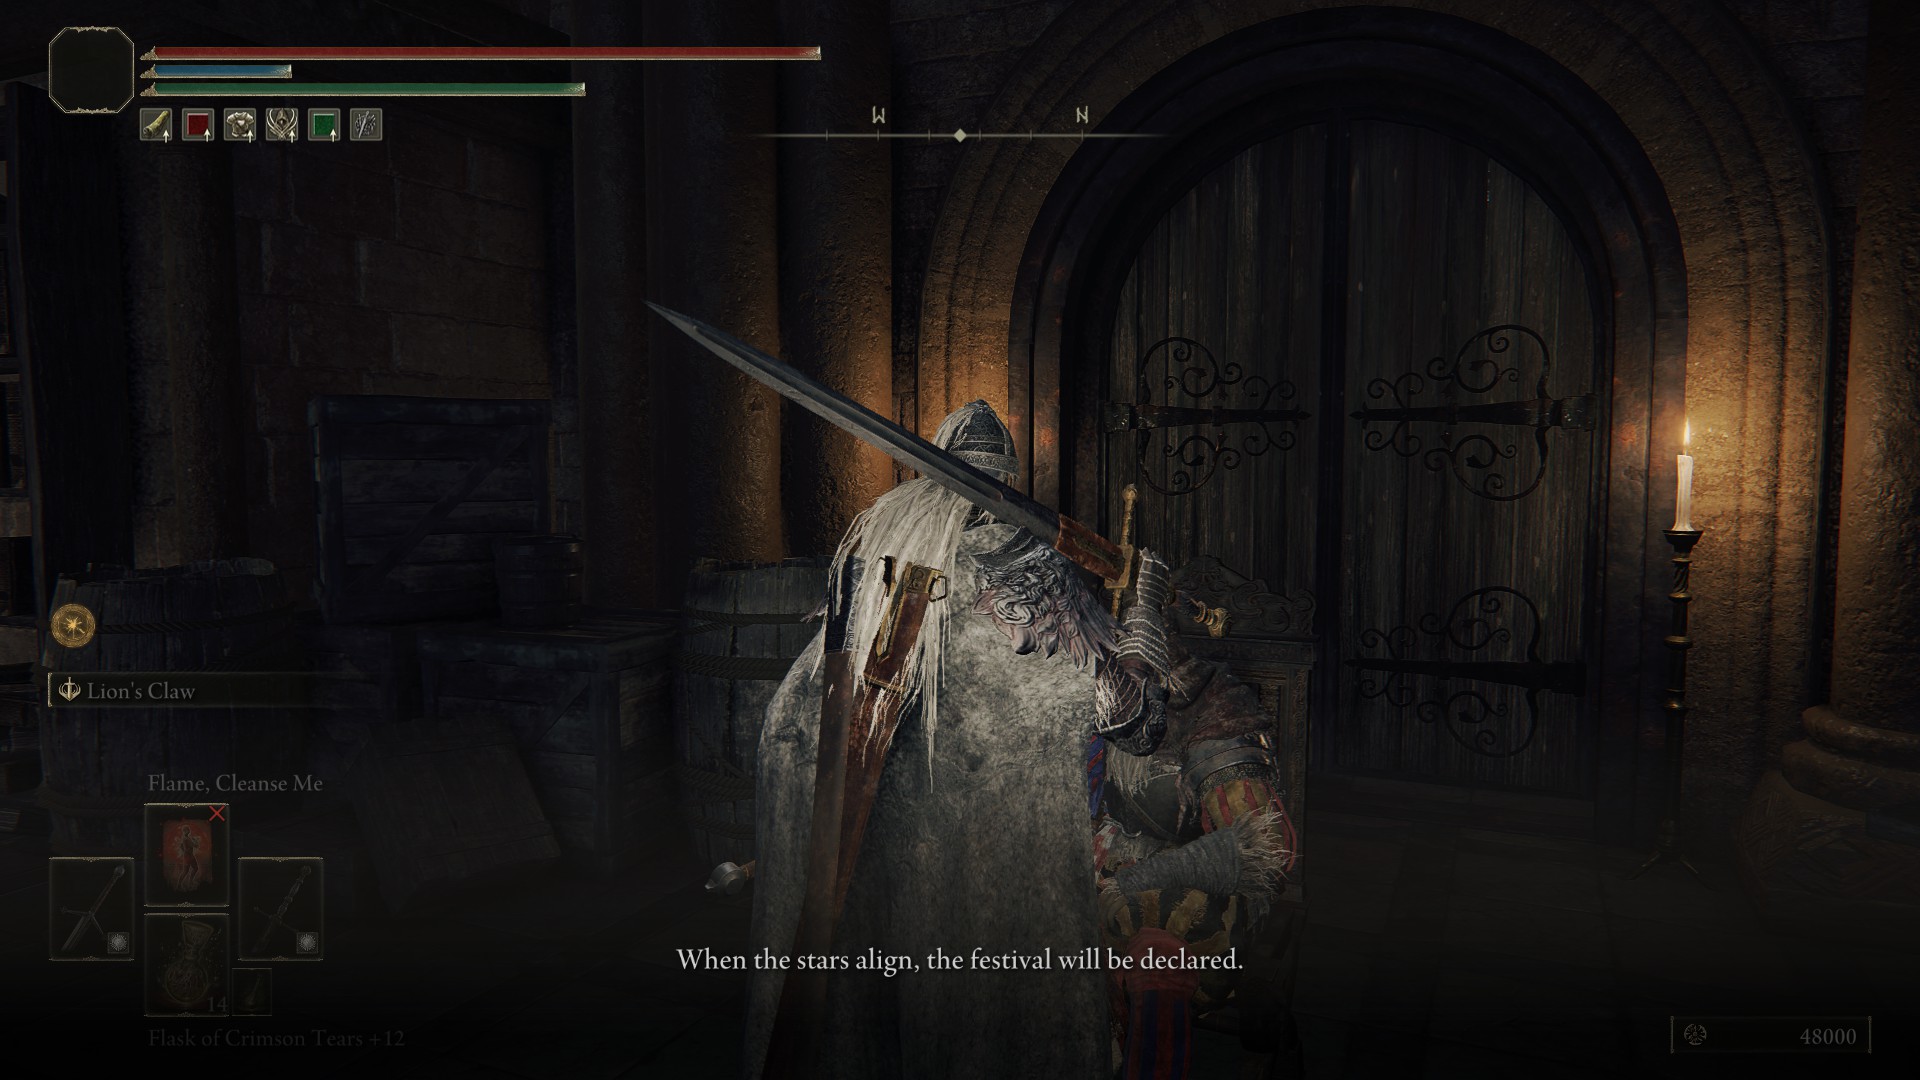 W
N
Lion's Claw
Flame, Cleanse Me
14
Flask of Crimson Tears +12
When the stars align, the festival will be declared.
48000